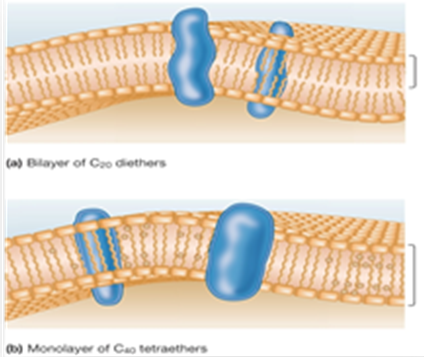 (a) Bilayer of C₂₀ diethers
(b) Monolayer of C₄₀ tetraethers